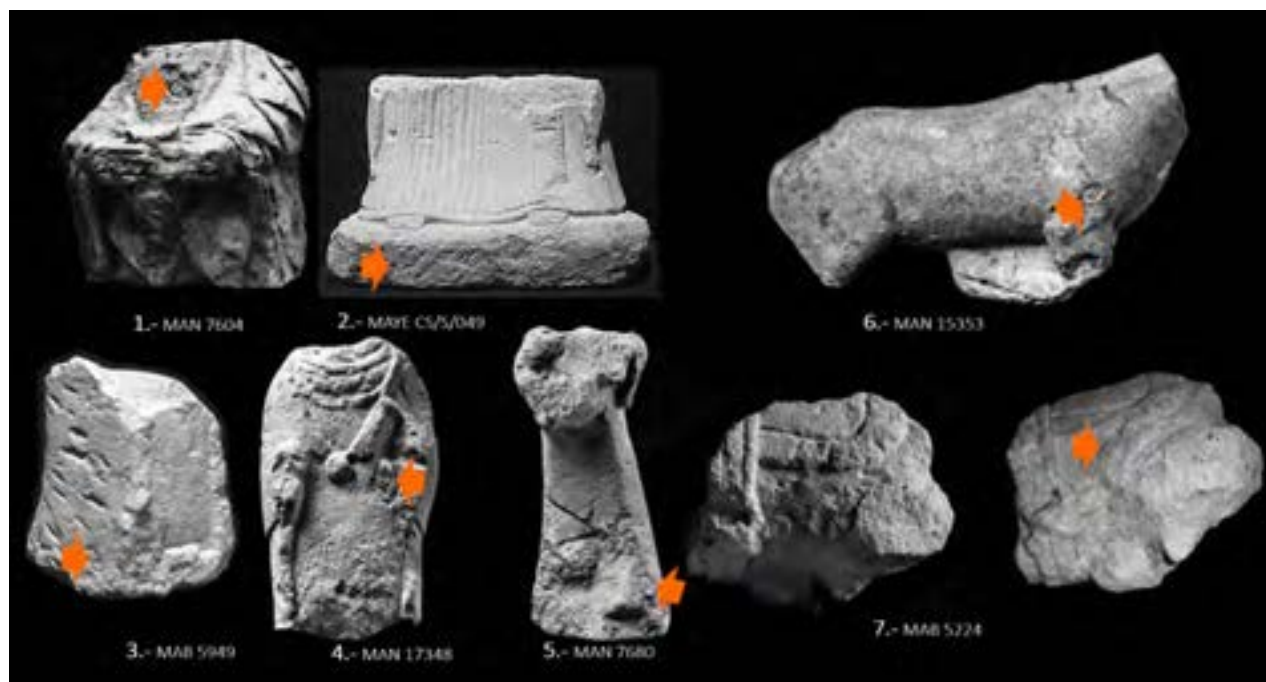 1.- MAN 7604
2.- MAYE CS/S/049
6.- MAN 15353
3.- MAB 5949
4.- MAN 17348
5.- MAN 7680
7.- MAB 5224